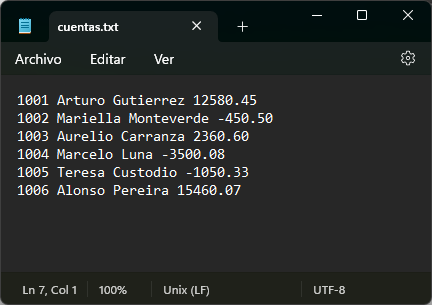 cuentas.txt
Archivo Editar Ver
1001 Arturo Gutierrez 12580.45
1002 Mariella Monteverde -450.50
1003 Aurelio Carranza 2360.60
1004 Marcelo Luna -3500.08
1005 Teresa Custodio -1050.33
1006 Alonso Pereira 15460.07
Ln 7, Col 1 100% Unix (LF) UTF-8